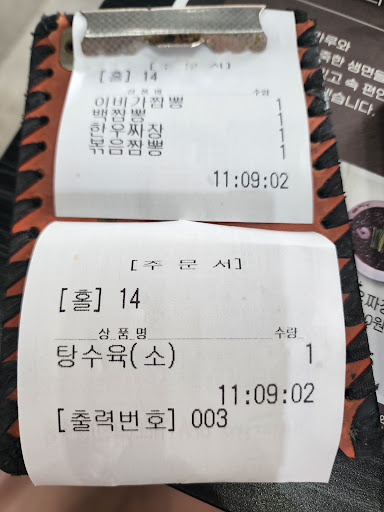 [주 문 서]
[홀] 14
상 품 명 수량
이비기짬뽕 1
백짬뽕 1
한우짜장 1
볶음짬뽕 1
11:09:02
[주 문 서]
[홀] 14
상 품 명 수량
탕수육(소) 1
11:09:02
[출력번호] 003